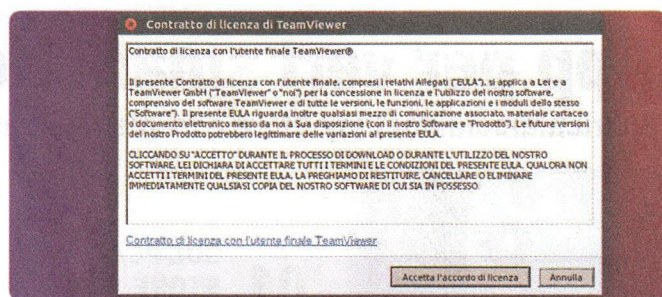 Contratto di licenza di TeamViewer
Contratto di licenza con l'utente finale TeamViewer®
Il presente Contratto di licenza con l'utente finale, compresi i relativi Allegati ("EULA"), si applica a Lei e a
TeamViewer GmbH ("TeamViewer" o "noi") per la concessione in licenza e l'utilizzo del nostro software,
comprensivo del software TeamViewer e di tutte le versioni, le funzioni, le applicazioni e i moduli dello stesso
("Software"). Il presente EULA riguarda inoltre qualsiasi mezzo di comunicazione associato, materiale cartaceo
o documento elettronico messo da noi a Sua disposizione (con il nostro Software e "Prodotto"). Le future versioni
del nostro Prodotto potrebbero legittimare delle variazioni al presente EULA.
CLICCANDO SU "ACCETTO" DURANTE IL PROCESSO DI DOWNLOAD O DURANTE L'UTILIZZO DEL NOSTRO
SOFTWARE, LEI DICHIARA DI ACCETTARE TUTTI I TERMINI E LE CONDIZIONI DEL PRESENTE EULA. QUALORA NON
ACCETTI I TERMINI DEL PRESENTE EULA, LA PREGHIAMO DI RESTITUIRE, CANCELLARE O ELIMINARE
IMMEDIATAMENTE QUALSIASI COPIA DEL NOSTRO SOFTWARE DI CUI SIA IN POSSESSO.
Contratto di licenza con l'utente finale TeamViewer
Accetta l'accordo di licenza Annulla